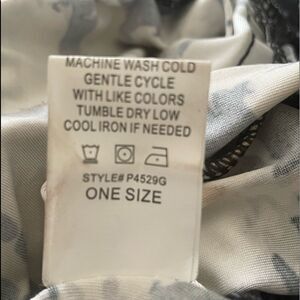 MACHINE WASH COLD
GENTLE CYCLE
WITH LIKE COLORS
TUMBLE DRY LOW
COOL IRON IF NEEDED
STYLE# P4529G
ONE SIZE